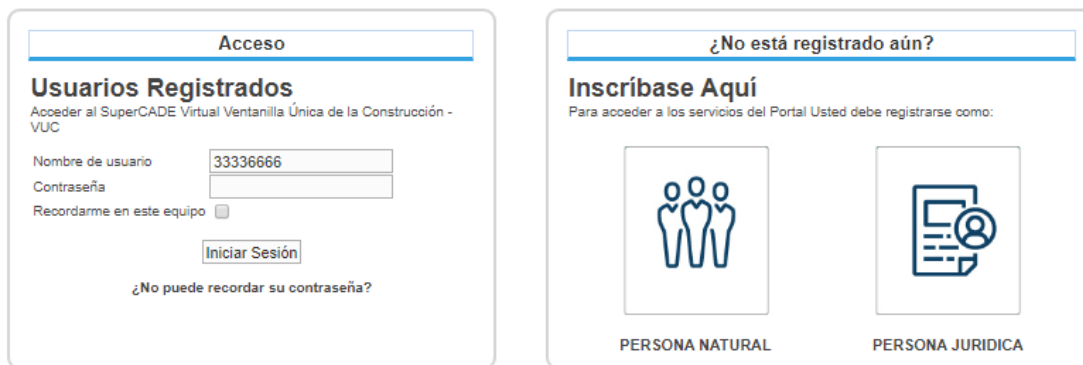 Acceso
Usuarios Registrados
Acceder al SuperCADE Virtual Ventanilla Única de la Construcción -
VUC
Nombre de usuario 33336666
Contraseña
Recordarme en este equipo
Iniciar Sesión
¿No puede recordar su contraseña?
¿No está registrado aún?
Inscríbase Aquí
Para acceder a los servicios del Portal Usted debe registrarse como:
PERSONA NATURAL
PERSONA JURIDICA